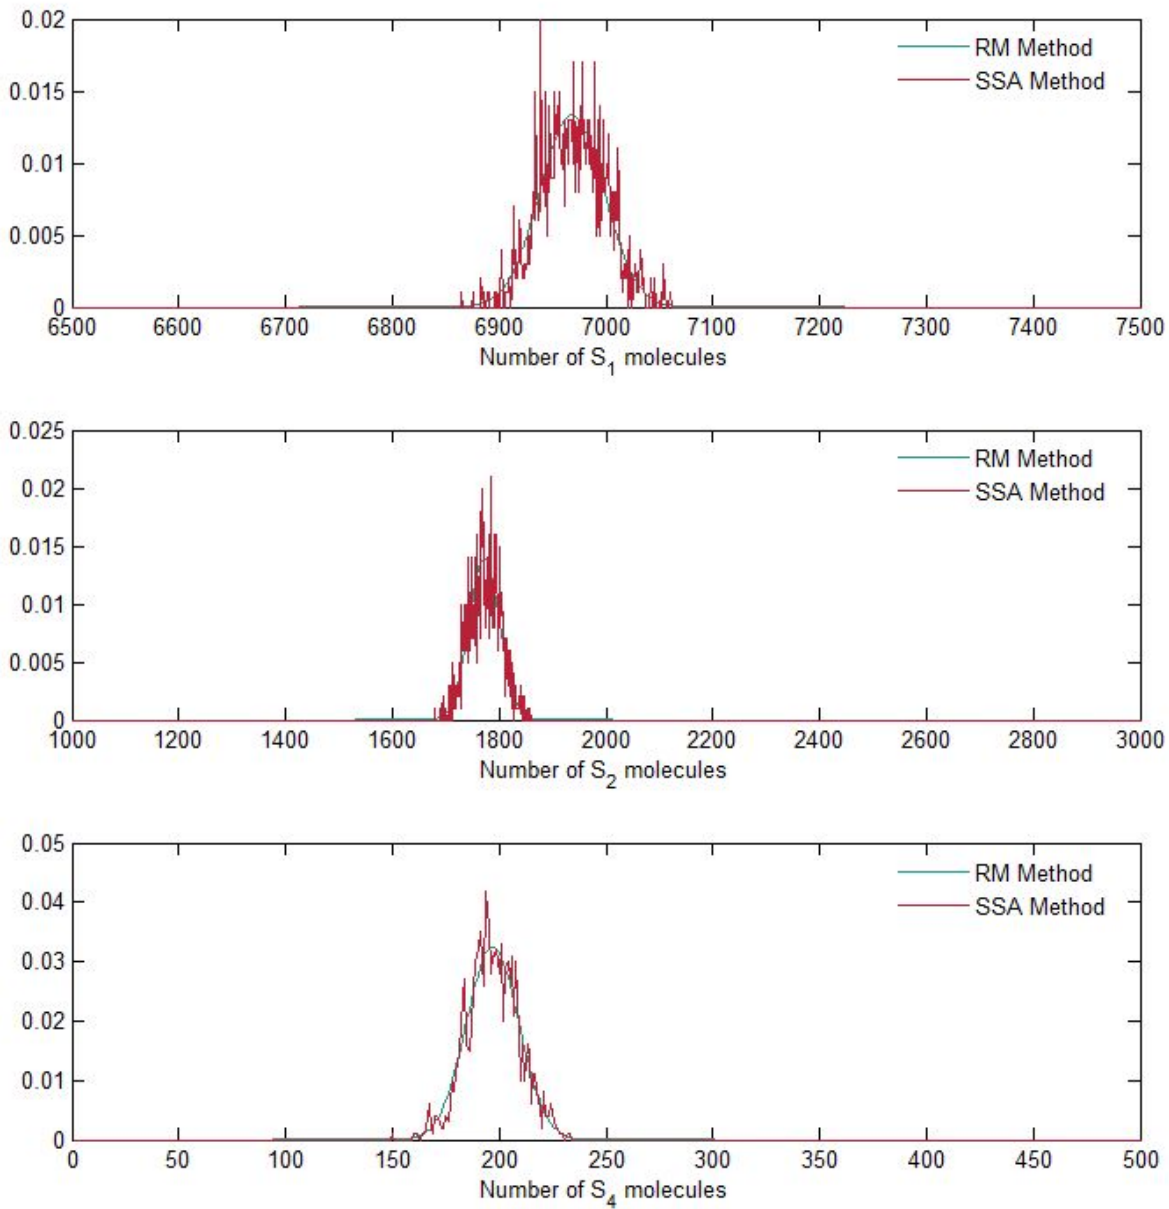 0.02
RM Method
SSA Method
0.015
0.01
0.005
0
6500 6600 6700 6800 6900 7000 7100 7200 7300 7400 7500
Number of S1 molecules
0.025
RM Method
SSA Method
0.02
0.015
0.01
0.005
0
1000 1200 1400 1600 1800 2000 2200 2400 2600 2800 3000
Number of S2 molecules
0.05
RM Method
SSA Method
0.04
0.03
0.02
0.01
0
0 50 100 150 200 250 300 350 400 450 500
Number of S4 molecules